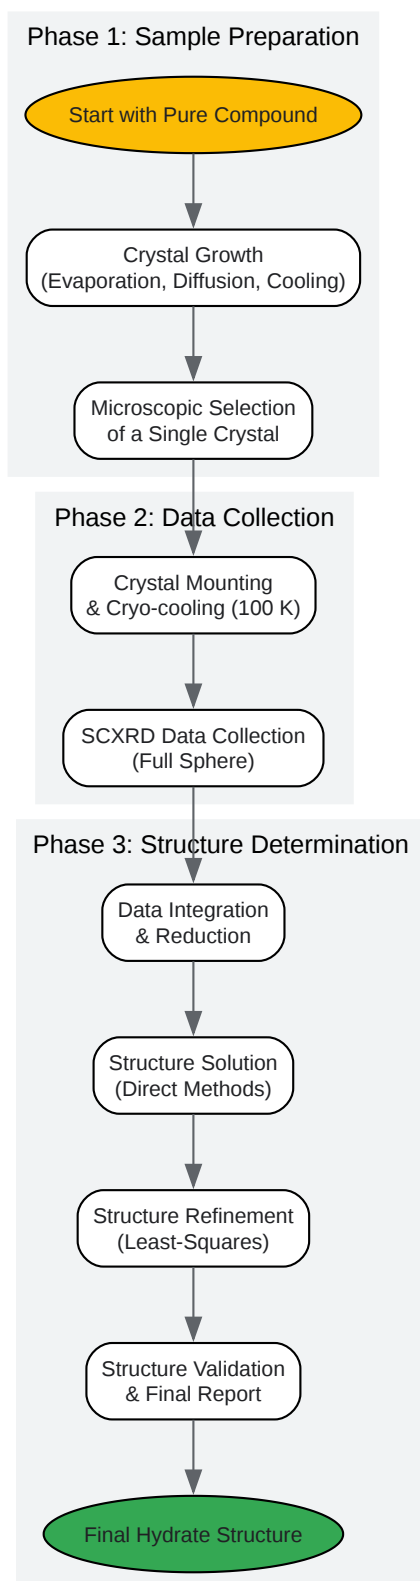 Phase 1: Sample Preparation
Start with Pure Compound
Crystal Growth
(Evaporation, Diffusion, Cooling)
Microscopic Selection
of a Single Crystal
Phase 2: Data Collection
Crystal Mounting
& Cryo-cooling (100 K)
SCXRD Data Collection
(Full Sphere)
Phase 3: Structure Determination
Data Integration
& Reduction
Structure Solution
(Direct Methods)
Structure Refinement
(Least-Squares)
Structure Validation
& Final Report
Final Hydrate Structure